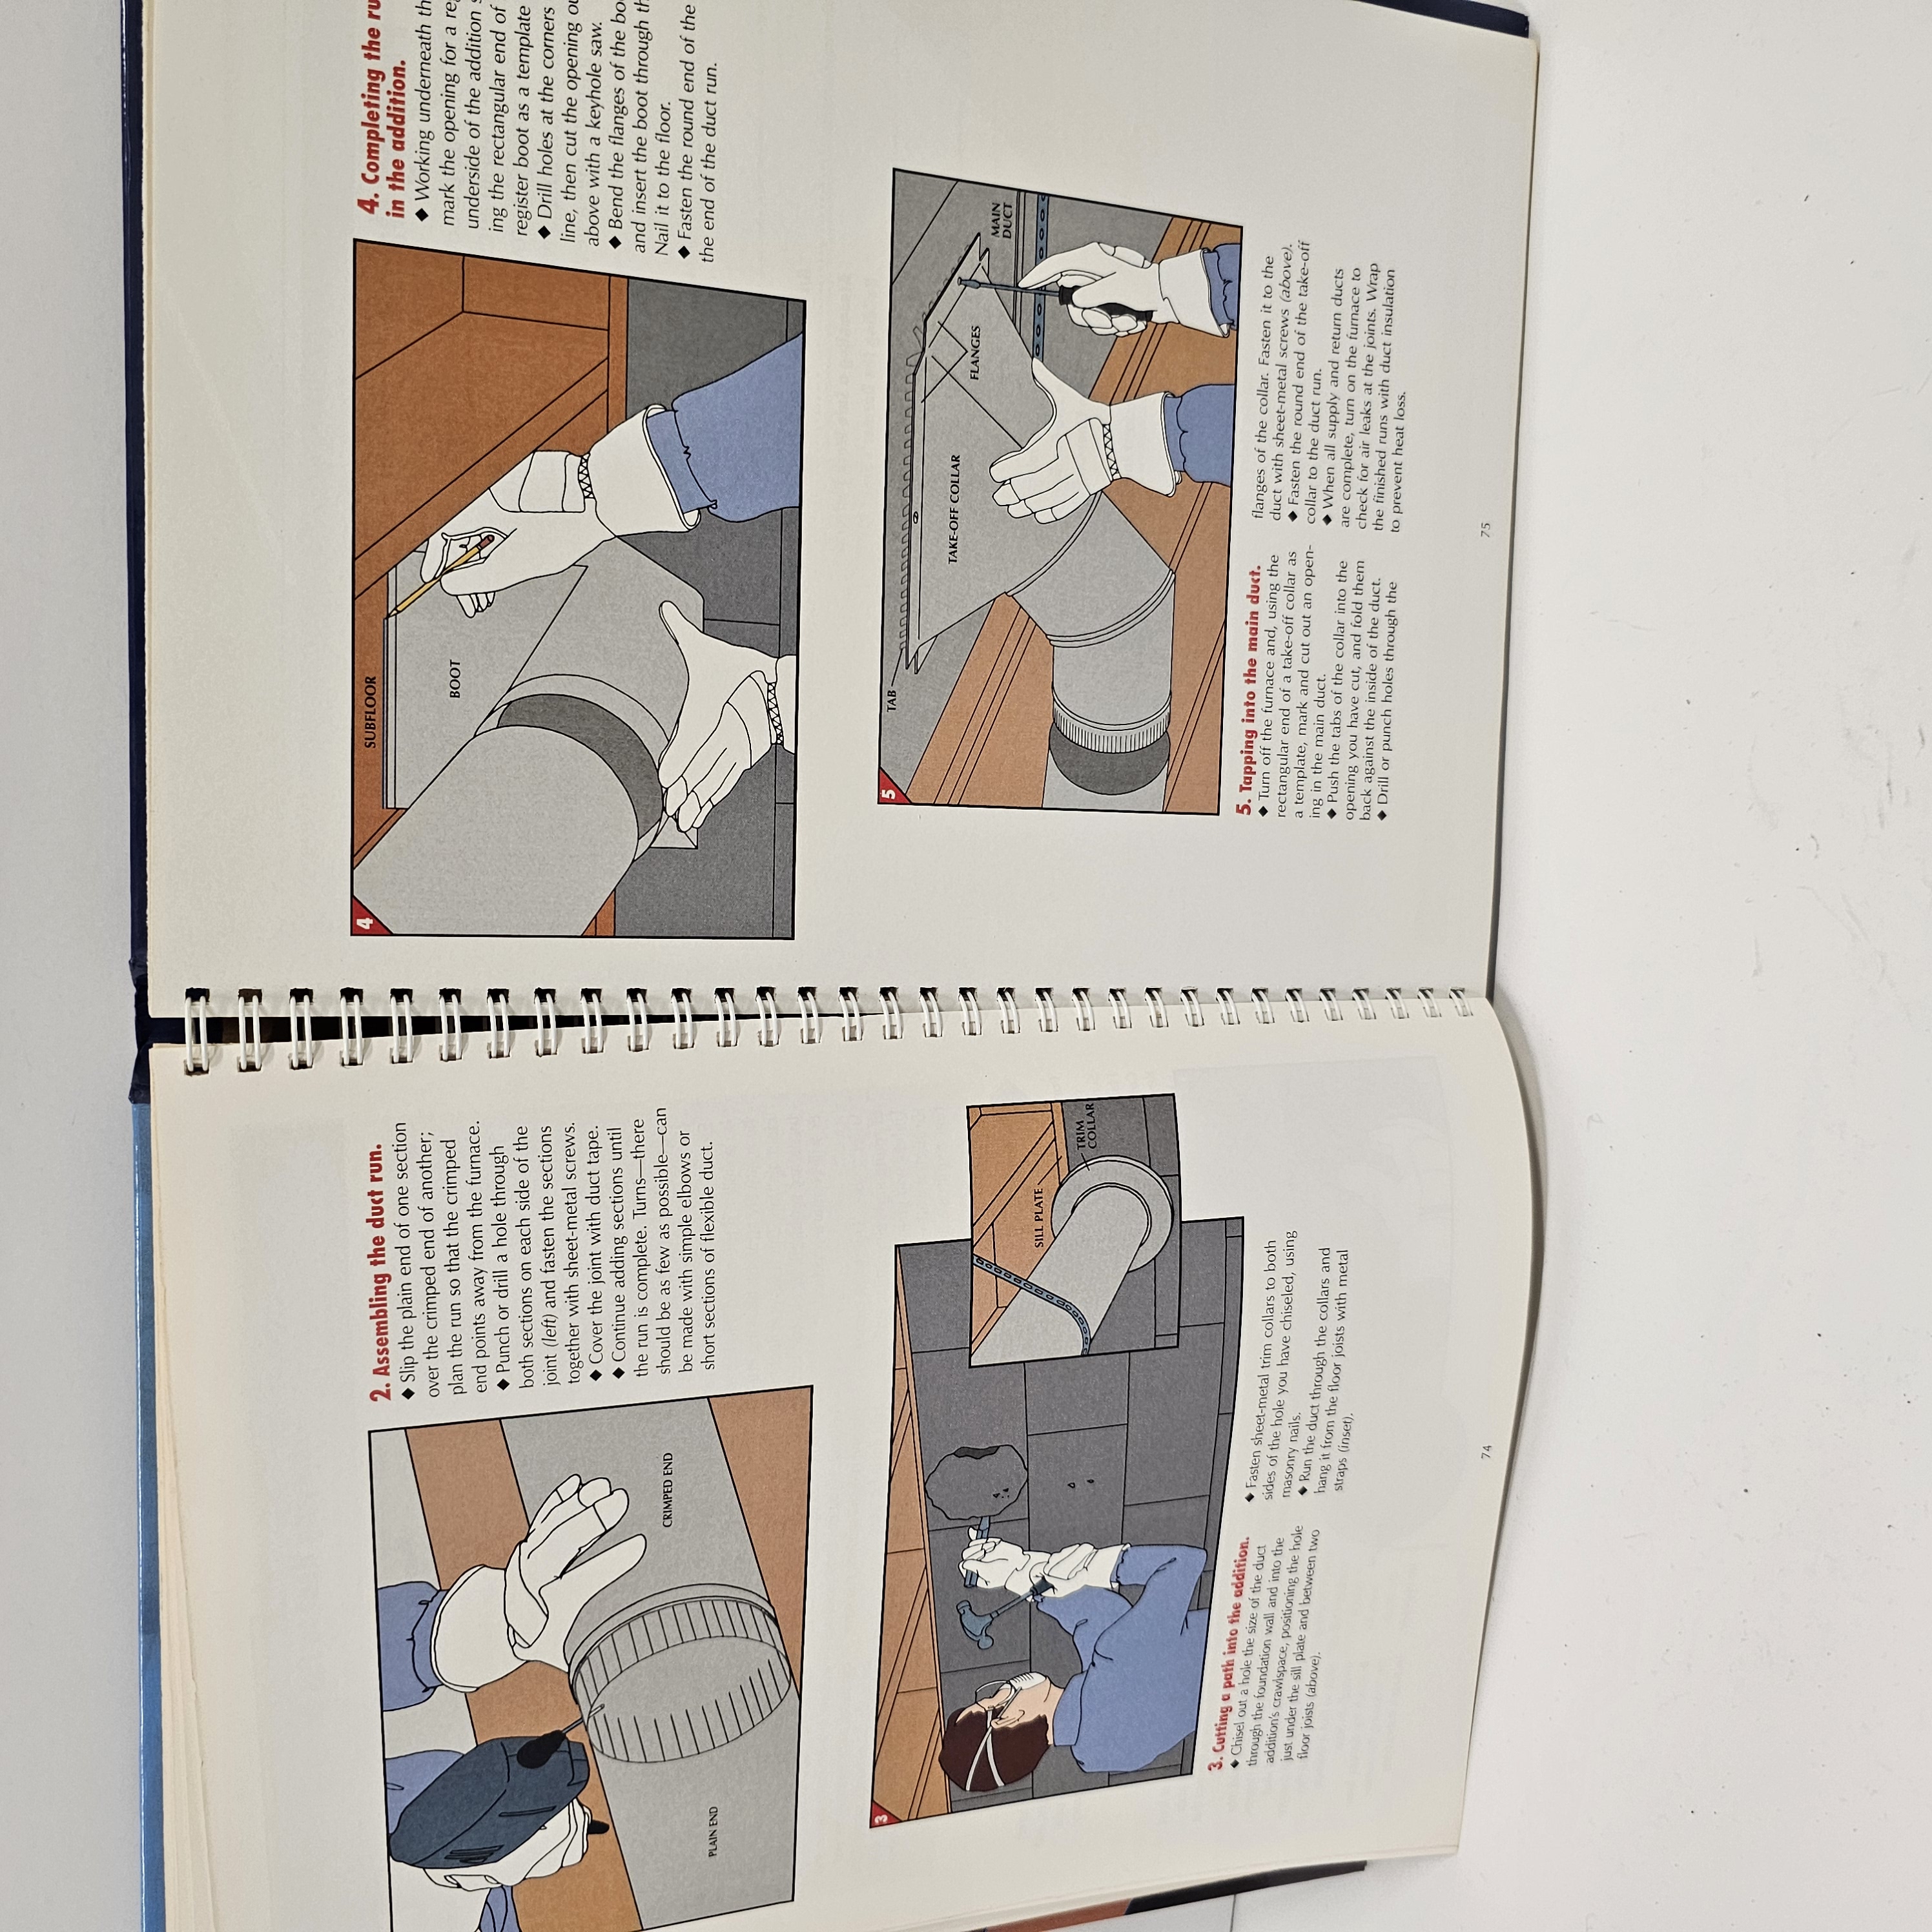 2. Assembling the duct run.
◆ Slip the plain end of one section
over the crimped end of another;
plan the run so that the crimped
end points away from the furnace.
◆ Punch or drill a hole through
both sections on each side of the
joint (left) and fasten the sections
together with sheet-metal screws.
◆ Cover the joint with duct tape.
◆ Continue adding sections until
the run is complete. Turns—there
should be as few as possible—can
be made with simple elbows or
short sections of flexible duct.
CRIMPED END
PLAIN END
3
SILL PLATE
TRIM
COLLAR
3. Cutting a path into the addition.
◆ Chisel out a hole the size of the duct
through the foundation wall and into the
addition's crawlspace, positioning the hole
just under the sill plate and between two
floor joists (above).
◆ Fasten sheet-metal trim collars to both
sides of the hole you have chiseled, using
masonry nails.
◆ Run the duct through the collars and
hang it from the floor joists with metal
straps (inset).
74
4
SUBFLOOR
BOOT
4. Completing the
in the addition.
◆ Working underneath
mark the opening for a
underside of the addition
ing the rectangular end of
register boot as a template
◆ Drill holes at the corners
line, then cut the opening
above with a keyhole saw.
◆ Bend the flanges of the
and insert the boot through
Nail it to the floor.
◆ Fasten the round end of the
the end of the duct run.
5
TAB
TAKE-OFF COLLAR
FLANGES
MAIN
DUCT
5. Tapping into the main duct.
◆ Turn off the furnace and, using the
rectangular end of a take-off collar as
a template, mark and cut out an open-
ing in the main duct.
◆ Push the tabs of the collar into the
opening you have cut, and fold them
back against the inside of the duct.
◆ Drill or punch holes through the
flanges of the collar. Fasten it to the
duct with sheet-metal screws (above).
◆ Fasten the round end of the take-off
collar to the duct run.
◆ When all supply and return ducts
are complete, turn on the furnace to
check for air leaks at the joints. Wrap
the finished runs with duct insulation
to prevent heat loss.
75